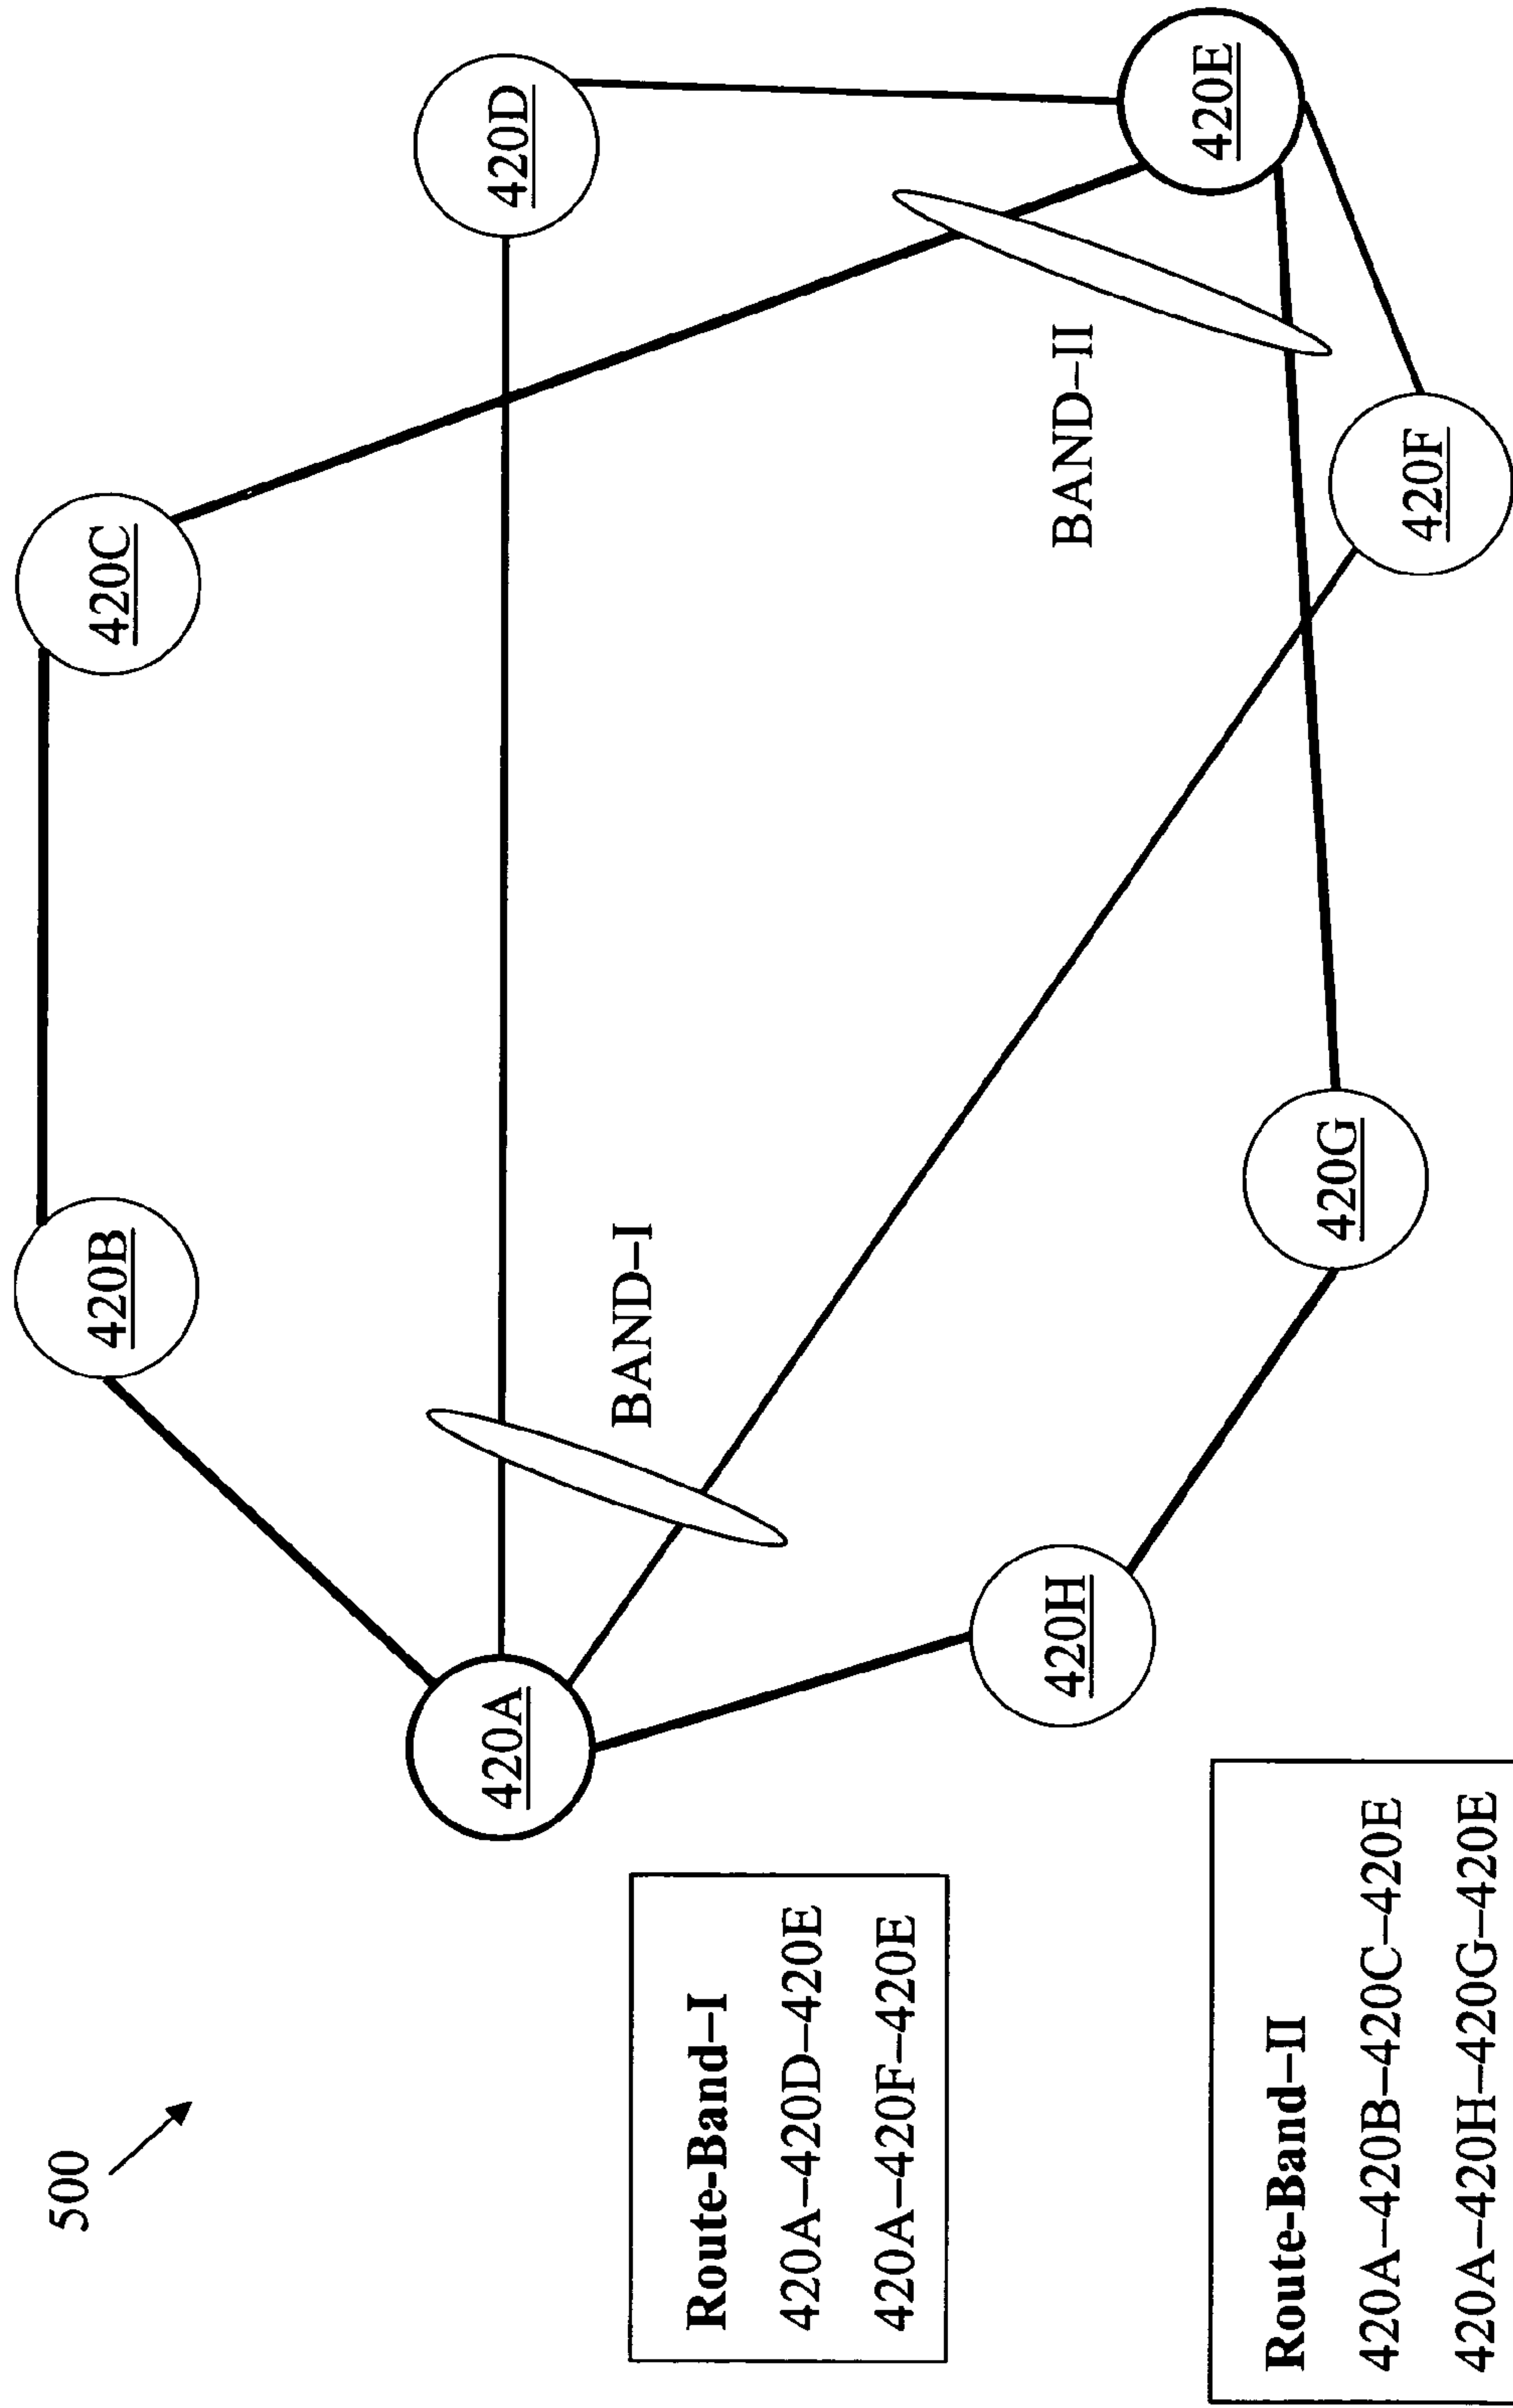 500
420A
420B
420C
420D
420E
420F
420G
420H
BAND–I
BAND–II
Route-Band–I
420A–420D–420E
420A–420F–420E
Route-Band–II
420A–420B–420C–420E
420A–420H–420G–420E